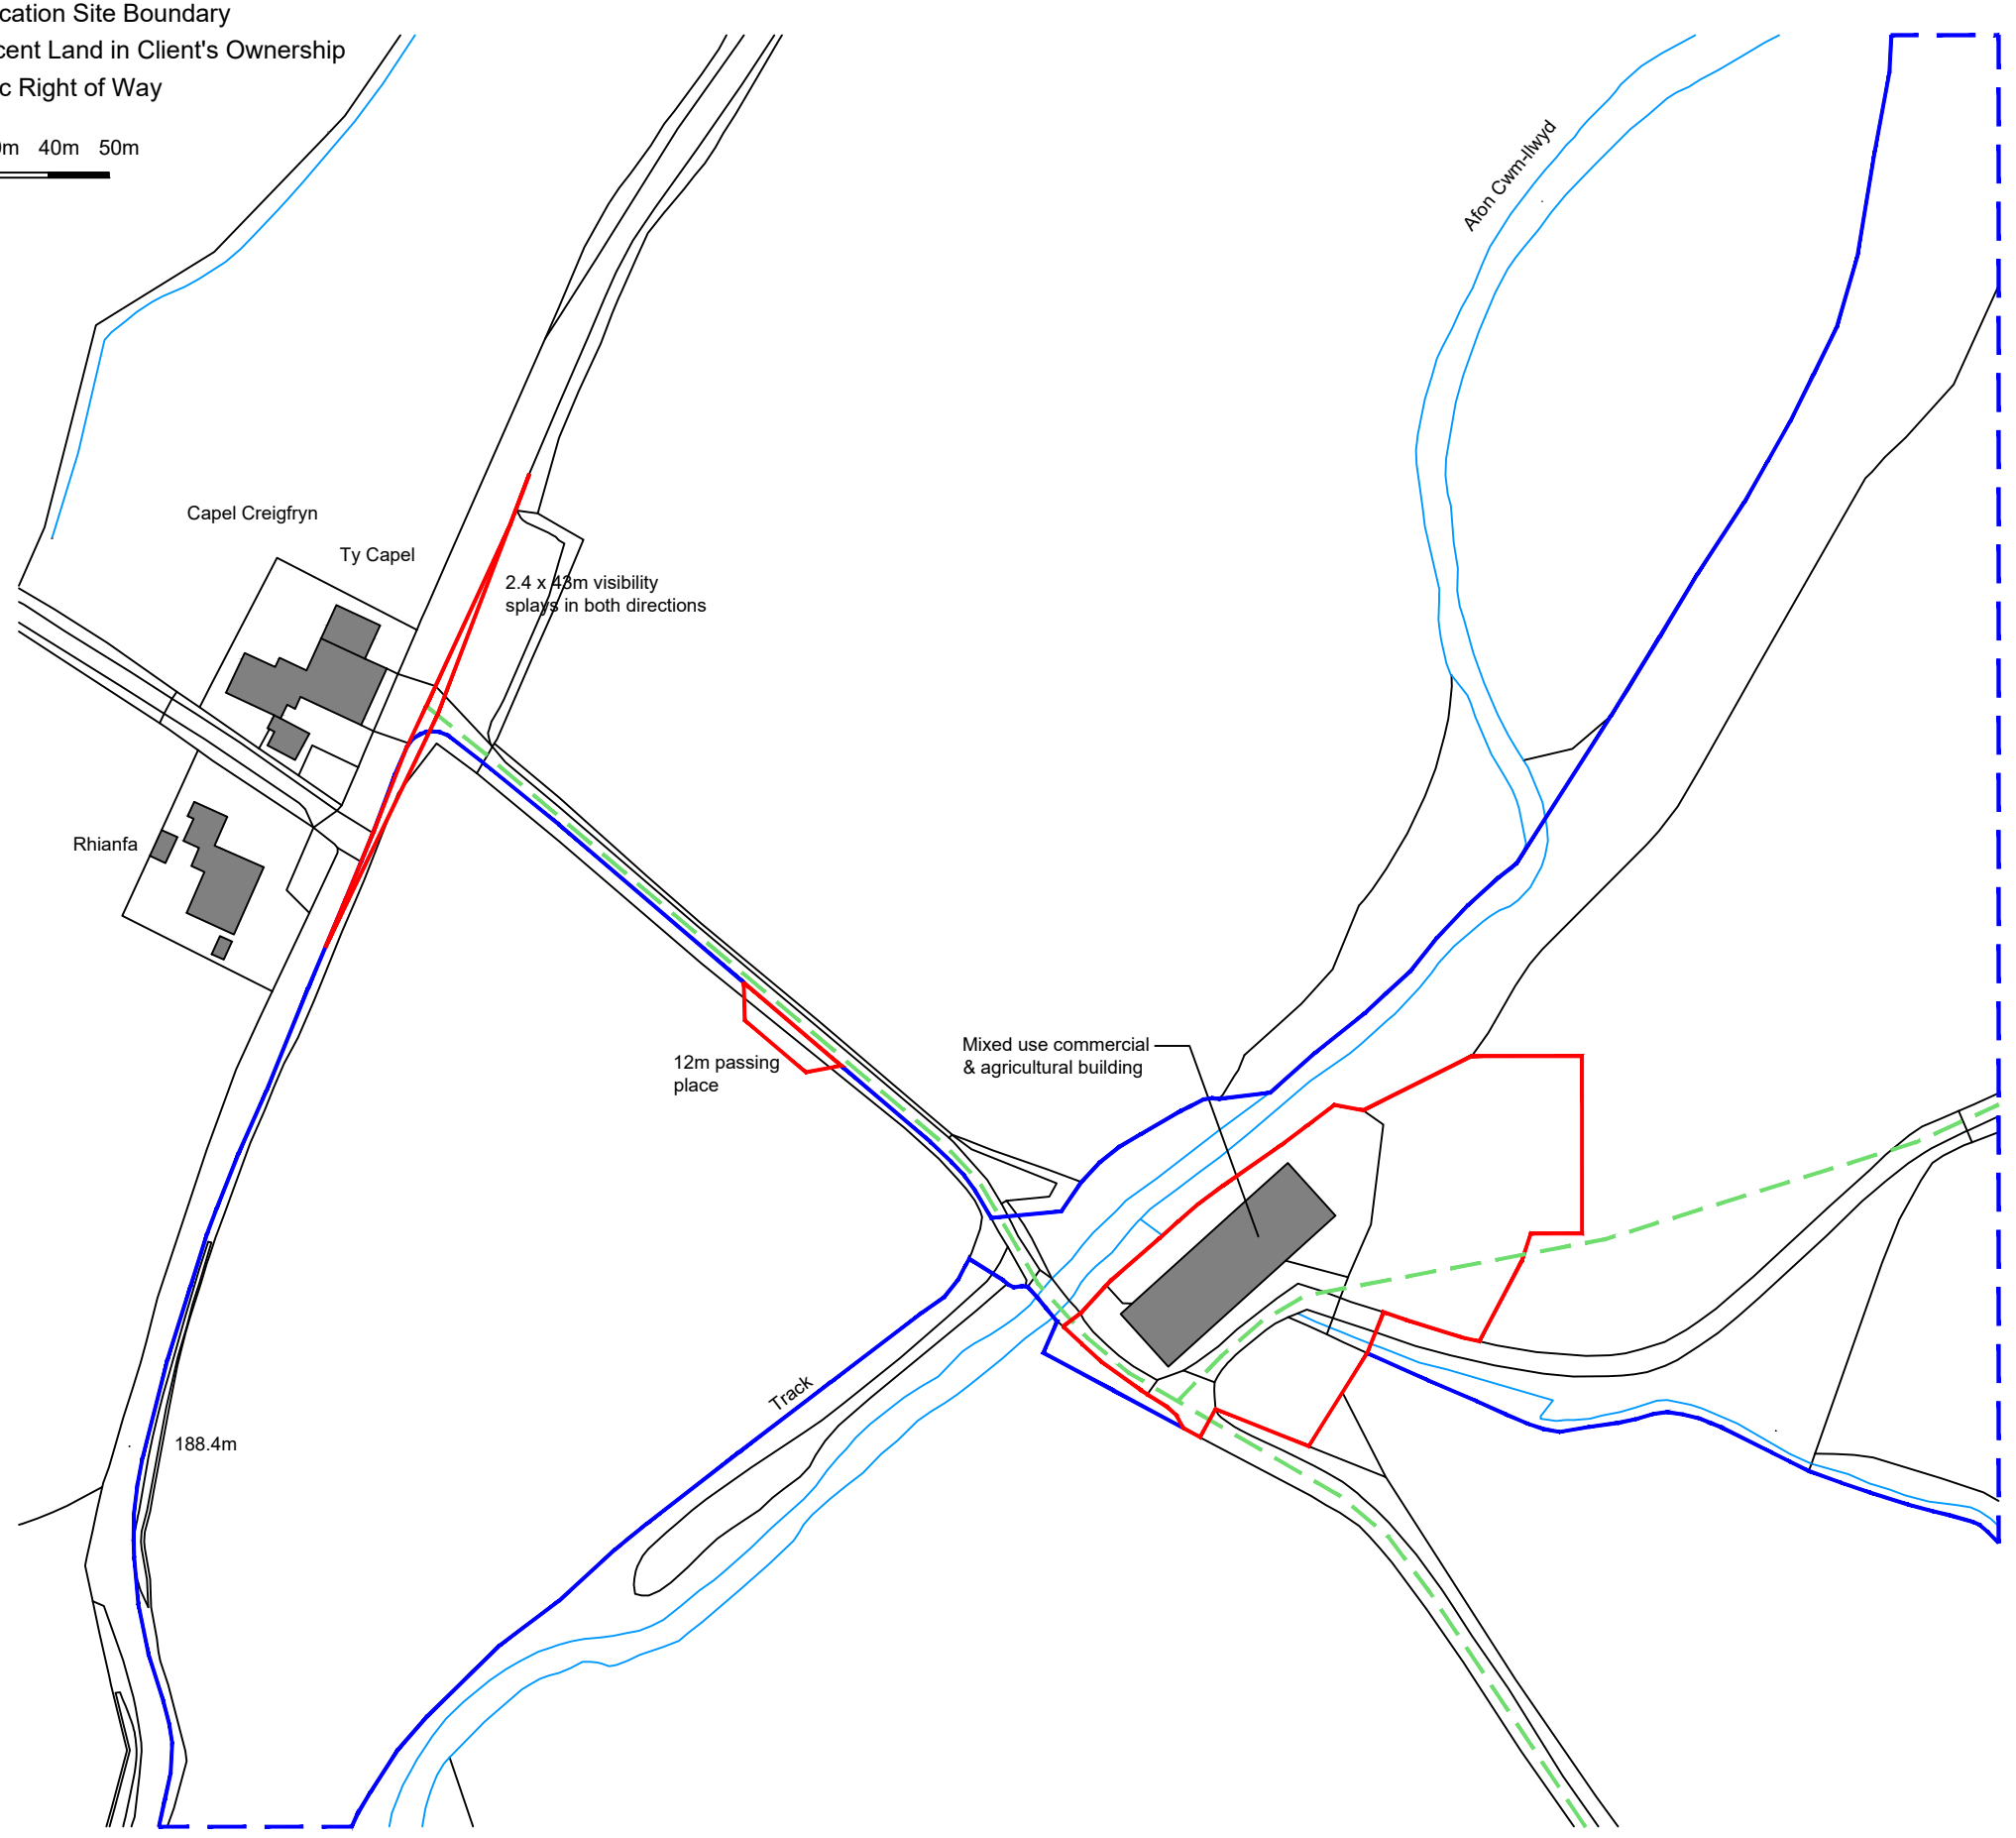 cation Site Boundary
cent Land in Client's Ownership
c Right of Way
0m 40m 50m
Afon Cwm-llwyd
Capel Creigfryn
Ty Capel
2.4 x 43m visibility
splays in both directions
Rhianfa
12m passing
place
Mixed use commercial
& agricultural building
Track
188.4m